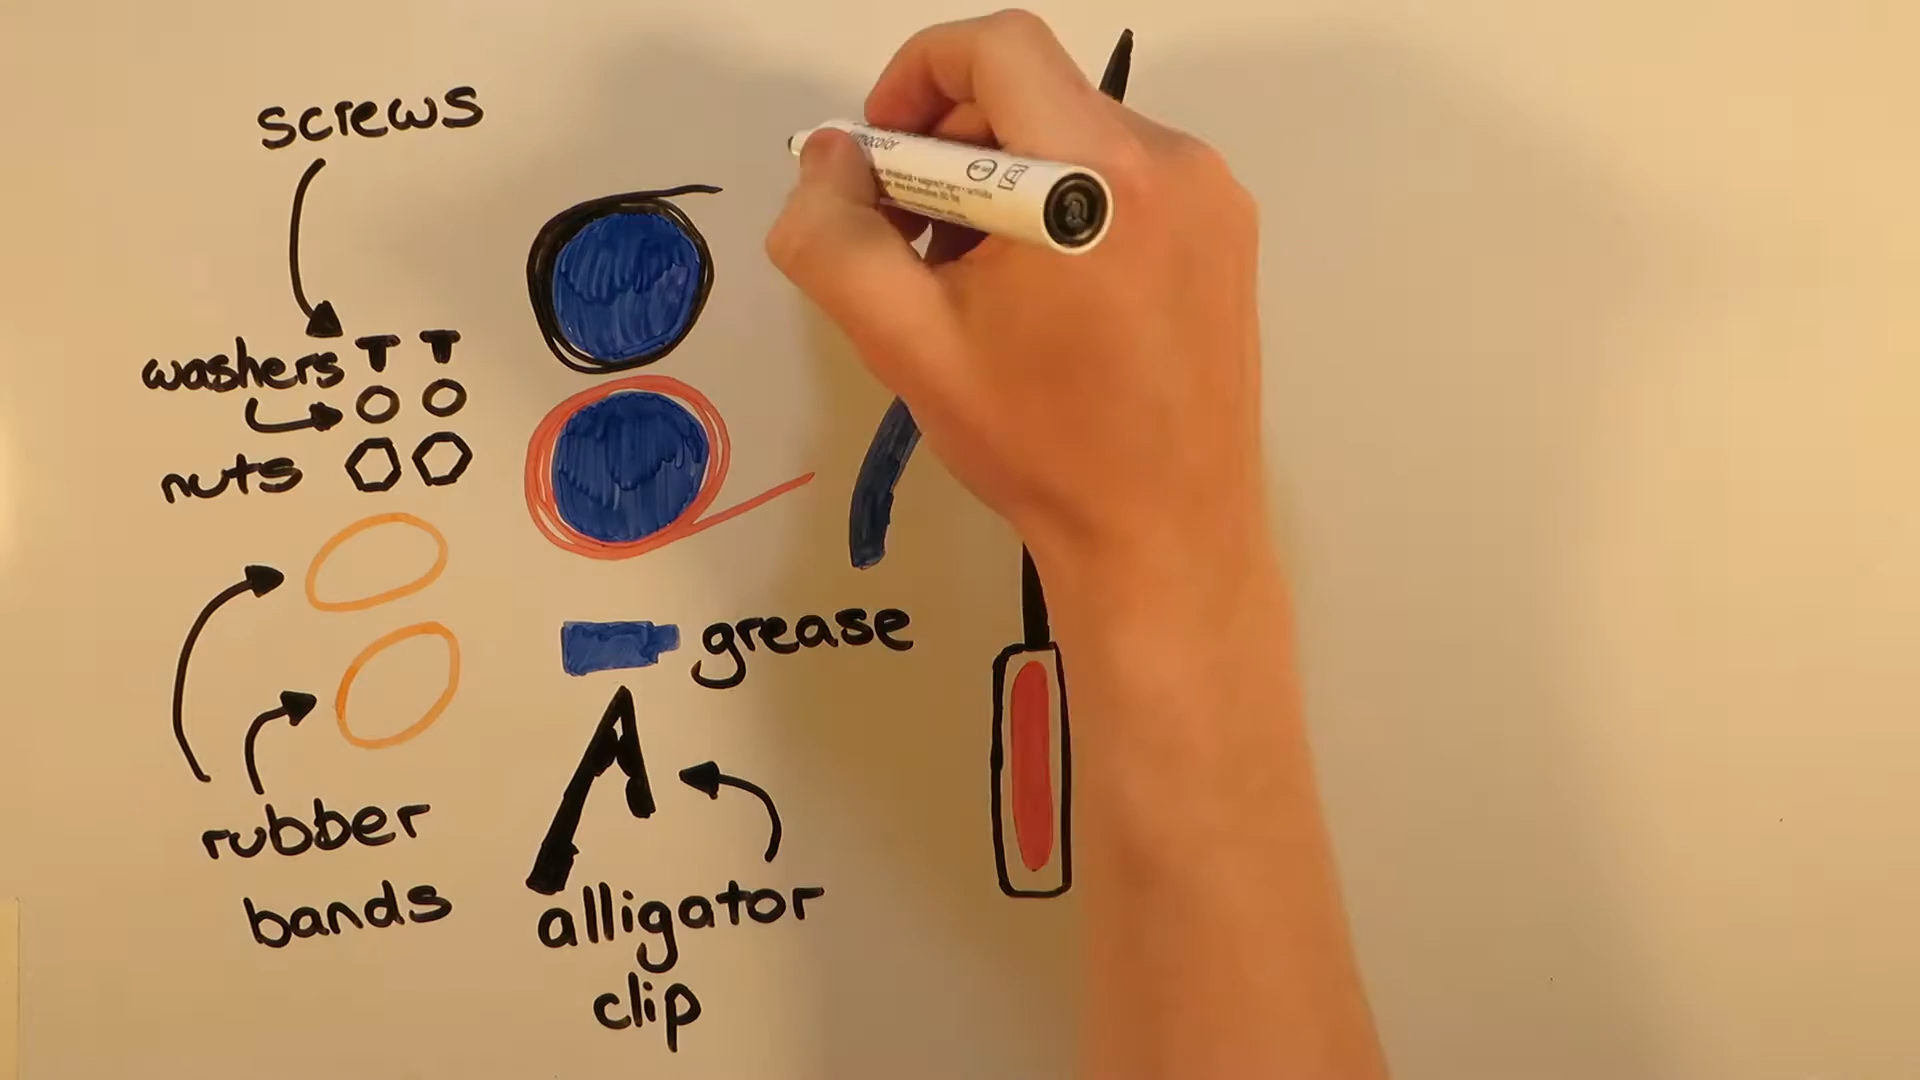 screws
washers
nuts
grease
rubber
bands
alligator
clip